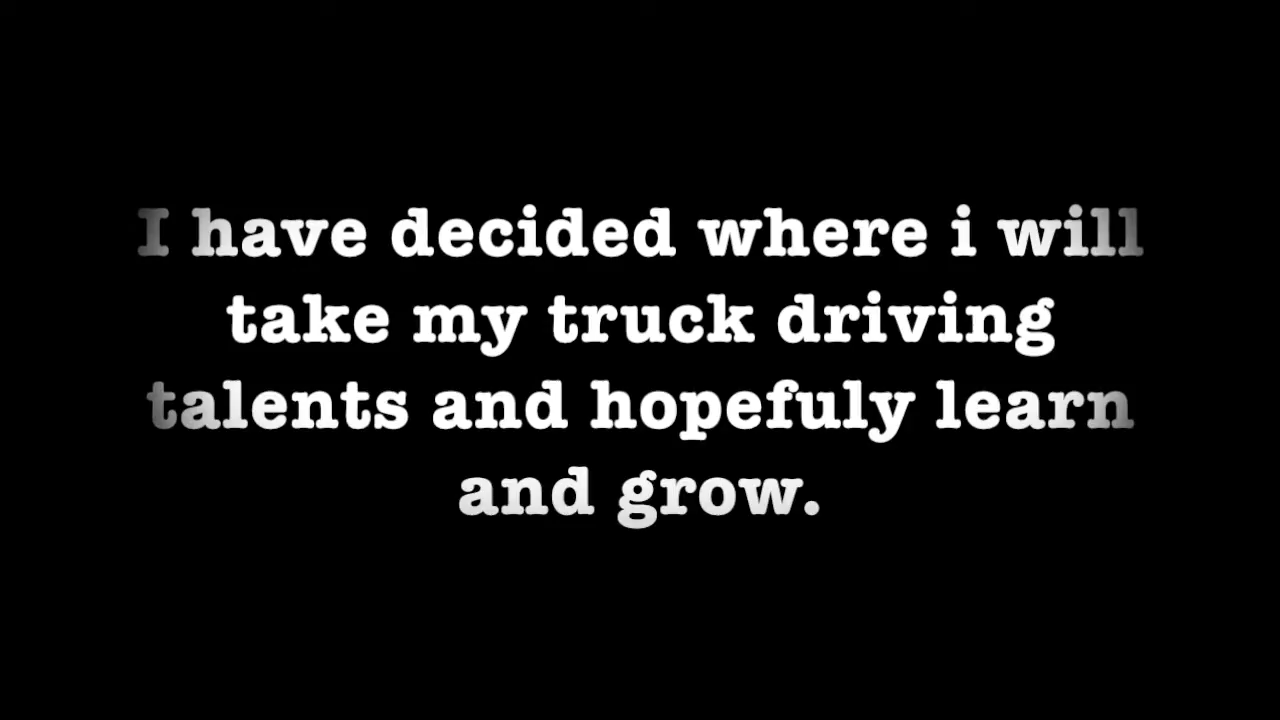 I have decided where i will
take my truck driving
talents and hopefuly learn
and grow.